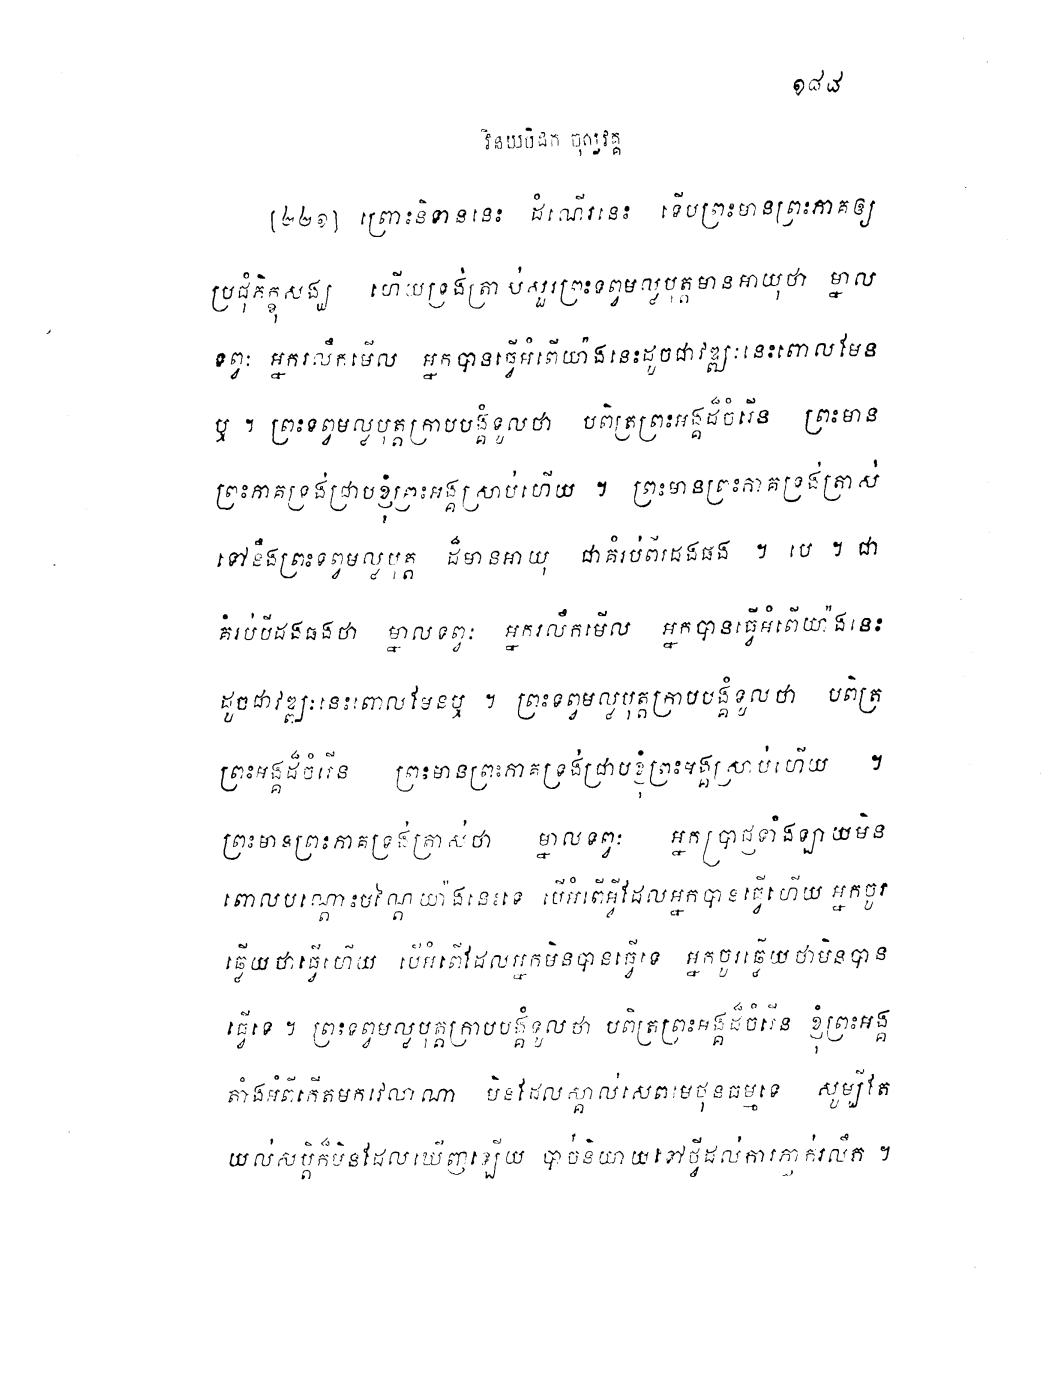 ១៨៨
វិនយបិដក ចុល្លវគ្គ
[២២១] ព្រោះនិទាននេះ ដំណើរនេះ ទើបព្រះមានព្រះភាគឲ្យ
ប្រជុំភិក្ខុសង្ឃ ហើយទ្រង់ត្រាស់សួរព្រះទព្វមល្លបុត្តមានអាយុថា ម្នាល
ទព្វៈ អ្នករលឹកមើល អ្នកបានធ្វើអំពើយ៉ាងនេះដូចជាវឌ្ឍៈនេះពោលមែន
ឬ ។ ព្រះទព្វមល្លបុត្តក្រាបបង្គំទូលថា បពិត្រព្រះអង្គដ៏ចំរើន ព្រះមាន
ព្រះភាគទ្រង់ជ្រាបខ្ញុំព្រះអង្គស្រាប់ហើយ ។ ព្រះមានព្រះភាគទ្រង់ត្រាស់
ទៅនឹងព្រះទព្វមល្លបុត្ត ដ៏មានអាយុ ជាគំរប់ពីរដងផង ។ បេ ។ ជា
គំរប់បីដងផងថា ម្នាលទព្វៈ អ្នករលឹកមើល អ្នកបានធ្វើអំពើយ៉ាងនេះ
ដូចជាវឌ្ឍៈនេះពោលមែនឬ ។ ព្រះទព្វមល្លបុត្តក្រាបបង្គំទូលថា បពិត្រ
ព្រះអង្គដ៏ចំរើន ព្រះមានព្រះភាគទ្រង់ជ្រាបខ្ញុំព្រះអង្គស្រាប់ហើយ ។
ព្រះមានព្រះភាគទ្រង់ត្រាស់ថា ម្នាលទព្វៈ អ្នកប្រាជ្ញទាំងឡាយមិន
ពោលបណ្តោះបណ្តៃយ៉ាងនេះទេ បើអំពើអ្វីដែលអ្នកបានធ្វើហើយ អ្នកចូរ
ឆ្លើយថាធ្វើហើយ បើអំពើដែលអ្នកមិនបានធ្វើទេ អ្នកចូរឆ្លើយថាមិនបាន
ធ្វើទេ ។ ព្រះទព្វមល្លបុត្តក្រាបបង្គំទូលថា បពិត្រព្រះអង្គដ៏ចំរើន ខ្ញុំព្រះអង្គ
តាំងអំពីកើតមកវេលាណា មិនដែលស្គាល់សេពមេថុនធម្មទេ សូម្បីតែ
យល់សប្តិក៏មិនដែលឃើញឡើយ បាច់និយាយទៅថ្វីដល់ការភ្ញាក់រលឹក ។